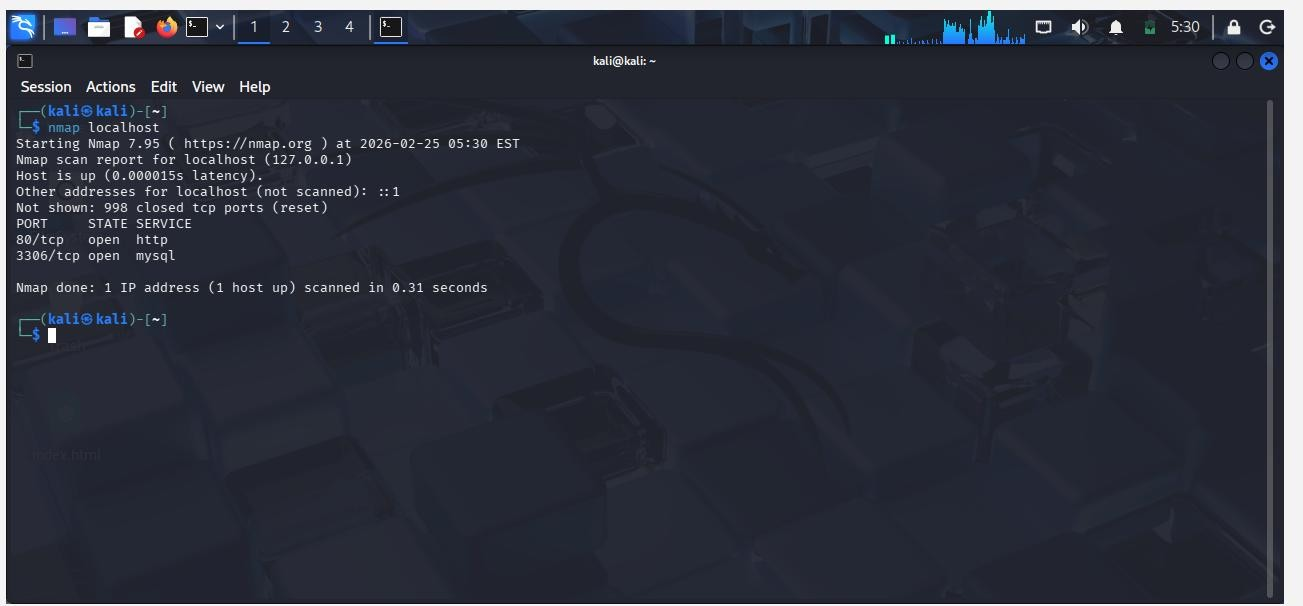 1 2 3 4 5:30
kali@kali: ~
Session Actions Edit View Help
┌──(kali㉿kali)-[~]
└─$ nmap localhost
Starting Nmap 7.95 ( https://nmap.org ) at 2026-02-25 05:30 EST
Nmap scan report for localhost (127.0.0.1)
Host is up (0.000015s latency).
Other addresses for localhost (not scanned): ::1
Not shown: 998 closed tcp ports (reset)
PORT     STATE SERVICE
80/tcp   open  http
3306/tcp open  mysql
Nmap done: 1 IP address (1 host up) scanned in 0.31 seconds
┌──(kali㉿kali)-[~]
└─$
Trash
index.html